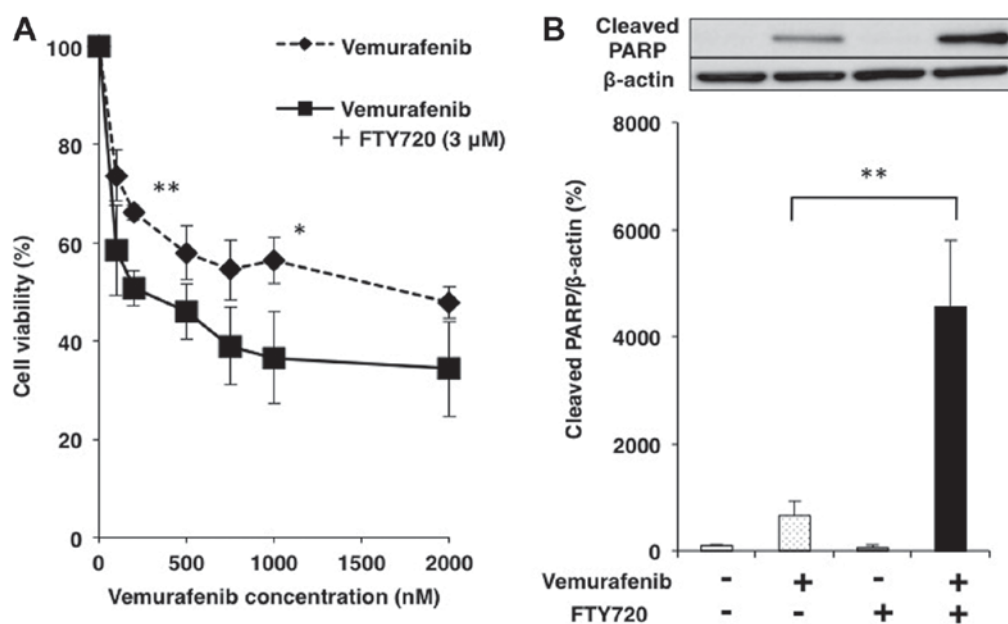 A
100
80
60
40
20
0
Cell viability (%)
Vemurafenib
Vemurafenib
+ FTY720 (3 µM)
**
*
0 500 1000 1500 2000
Vemurafenib concentration (nM)
B
Cleaved
PARP
β-actin
8000
6000
4000
2000
0
Cleaved PARP/β-actin (%)
**
Vemurafenib - + - +
FTY720 - - + +